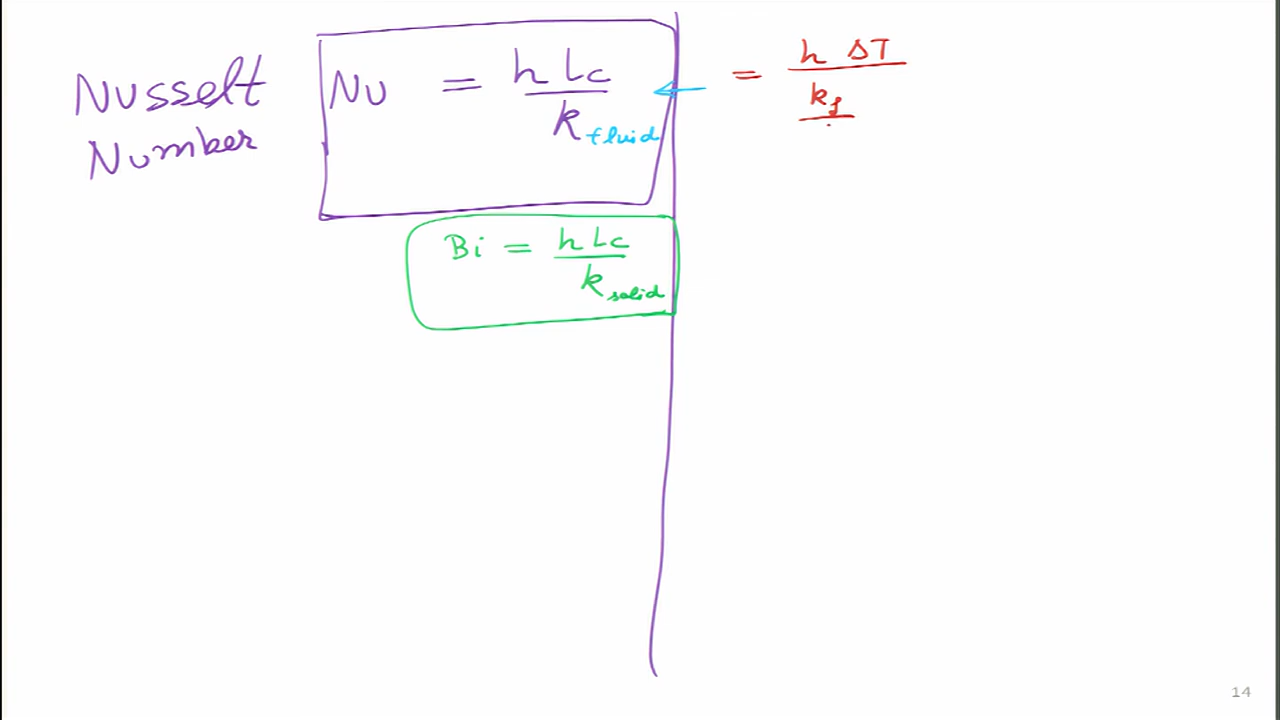 Nusselt Number
Nu = h Lc / k fluid
= h ΔT / kf
Bi = h Lc / k solid
14